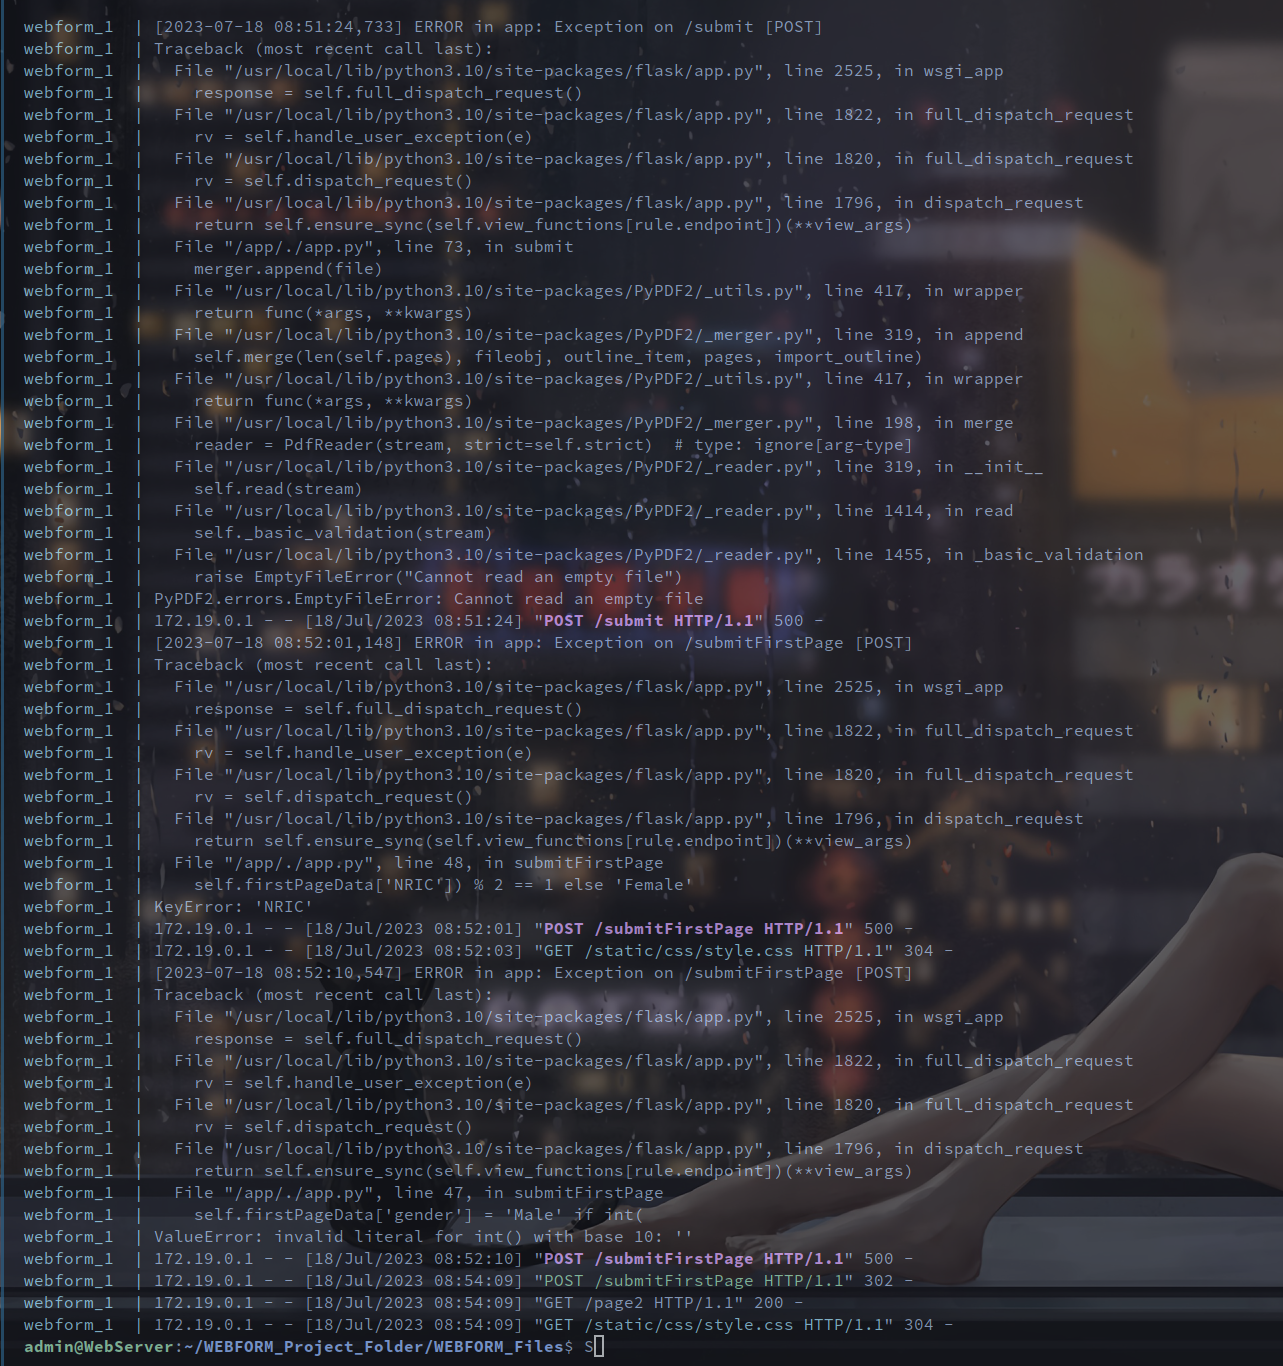 webform_1  | [2023-07-18 08:51:24,733] ERROR in app: Exception on /submit [POST]
webform_1  | Traceback (most recent call last):
webform_1  |   File "/usr/local/lib/python3.10/site-packages/flask/app.py", line 2525, in wsgi_app
webform_1  |     response = self.full_dispatch_request()
webform_1  |   File "/usr/local/lib/python3.10/site-packages/flask/app.py", line 1822, in full_dispatch_request
webform_1  |     rv = self.handle_user_exception(e)
webform_1  |   File "/usr/local/lib/python3.10/site-packages/flask/app.py", line 1820, in full_dispatch_request
webform_1  |     rv = self.dispatch_request()
webform_1  |   File "/usr/local/lib/python3.10/site-packages/flask/app.py", line 1796, in dispatch_request
webform_1  |     return self.ensure_sync(self.view_functions[rule.endpoint])(**view_args)
webform_1  |   File "/app/./app.py", line 73, in submit
webform_1  |     merger.append(file)
webform_1  |   File "/usr/local/lib/python3.10/site-packages/PyPDF2/_utils.py", line 417, in wrapper
webform_1  |     return func(*args, **kwargs)
webform_1  |   File "/usr/local/lib/python3.10/site-packages/PyPDF2/_merger.py", line 319, in append
webform_1  |     self.merge(len(self.pages), fileobj, outline_item, pages, import_outline)
webform_1  |   File "/usr/local/lib/python3.10/site-packages/PyPDF2/_utils.py", line 417, in wrapper
webform_1  |     return func(*args, **kwargs)
webform_1  |   File "/usr/local/lib/python3.10/site-packages/PyPDF2/_merger.py", line 198, in merge
webform_1  |     reader = PdfReader(stream, strict=self.strict)  # type: ignore[arg-type]
webform_1  |   File "/usr/local/lib/python3.10/site-packages/PyPDF2/_reader.py", line 319, in __init__
webform_1  |     self.read(stream)
webform_1  |   File "/usr/local/lib/python3.10/site-packages/PyPDF2/_reader.py", line 1414, in read
webform_1  |     self._basic_validation(stream)
webform_1  |   File "/usr/local/lib/python3.10/site-packages/PyPDF2/_reader.py", line 1455, in _basic_validation
webform_1  |     raise EmptyFileError("Cannot read an empty file")
webform_1  | PyPDF2.errors.EmptyFileError: Cannot read an empty file
webform_1  | 172.19.0.1 - - [18/Jul/2023 08:51:24] "POST /submit HTTP/1.1" 500 -
webform_1  | [2023-07-18 08:52:01,148] ERROR in app: Exception on /submitFirstPage [POST]
webform_1  | Traceback (most recent call last):
webform_1  |   File "/usr/local/lib/python3.10/site-packages/flask/app.py", line 2525, in wsgi_app
webform_1  |     response = self.full_dispatch_request()
webform_1  |   File "/usr/local/lib/python3.10/site-packages/flask/app.py", line 1822, in full_dispatch_request
webform_1  |     rv = self.handle_user_exception(e)
webform_1  |   File "/usr/local/lib/python3.10/site-packages/flask/app.py", line 1820, in full_dispatch_request
webform_1  |     rv = self.dispatch_request()
webform_1  |   File "/usr/local/lib/python3.10/site-packages/flask/app.py", line 1796, in dispatch_request
webform_1  |     return self.ensure_sync(self.view_functions[rule.endpoint])(**view_args)
webform_1  |   File "/app/./app.py", line 48, in submitFirstPage
webform_1  |     self.firstPageData['NRIC']) % 2 == 1 else 'Female'
webform_1  | KeyError: 'NRIC'
webform_1  | 172.19.0.1 - - [18/Jul/2023 08:52:01] "POST /submitFirstPage HTTP/1.1" 500 -
webform_1  | 172.19.0.1 - - [18/Jul/2023 08:52:03] "GET /static/css/style.css HTTP/1.1" 304 -
webform_1  | [2023-07-18 08:52:10,547] ERROR in app: Exception on /submitFirstPage [POST]
webform_1  | Traceback (most recent call last):
webform_1  |   File "/usr/local/lib/python3.10/site-packages/flask/app.py", line 2525, in wsgi_app
webform_1  |     response = self.full_dispatch_request()
webform_1  |   File "/usr/local/lib/python3.10/site-packages/flask/app.py", line 1822, in full_dispatch_request
webform_1  |     rv = self.handle_user_exception(e)
webform_1  |   File "/usr/local/lib/python3.10/site-packages/flask/app.py", line 1820, in full_dispatch_request
webform_1  |     rv = self.dispatch_request()
webform_1  |   File "/usr/local/lib/python3.10/site-packages/flask/app.py", line 1796, in dispatch_request
webform_1  |     return self.ensure_sync(self.view_functions[rule.endpoint])(**view_args)
webform_1  |   File "/app/./app.py", line 47, in submitFirstPage
webform_1  |     self.firstPageData['gender'] = 'Male' if int(
webform_1  | ValueError: invalid literal for int() with base 10: ''
webform_1  | 172.19.0.1 - - [18/Jul/2023 08:52:10] "POST /submitFirstPage HTTP/1.1" 500 -
webform_1  | 172.19.0.1 - - [18/Jul/2023 08:54:09] "POST /submitFirstPage HTTP/1.1" 302 -
webform_1  | 172.19.0.1 - - [18/Jul/2023 08:54:09] "GET /page2 HTTP/1.1" 200 -
webform_1  | 172.19.0.1 - - [18/Jul/2023 08:54:09] "GET /static/css/style.css HTTP/1.1" 304 -
admin@WebServer:~/WEBFORM_Project_Folder/WEBFORM_Files$ S
カラオ